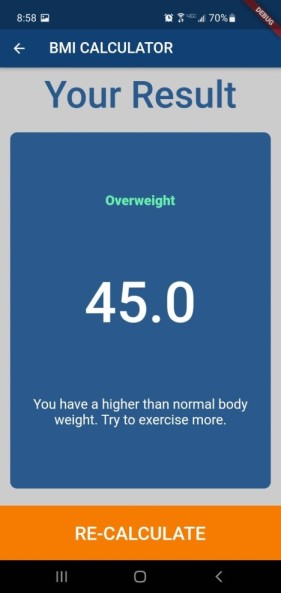 8:58 70%
DEBUG
BMI CALCULATOR
Your Result
Overweight
45.0
You have a higher than normal body
weight. Try to exercise more.
RE-CALCULATE